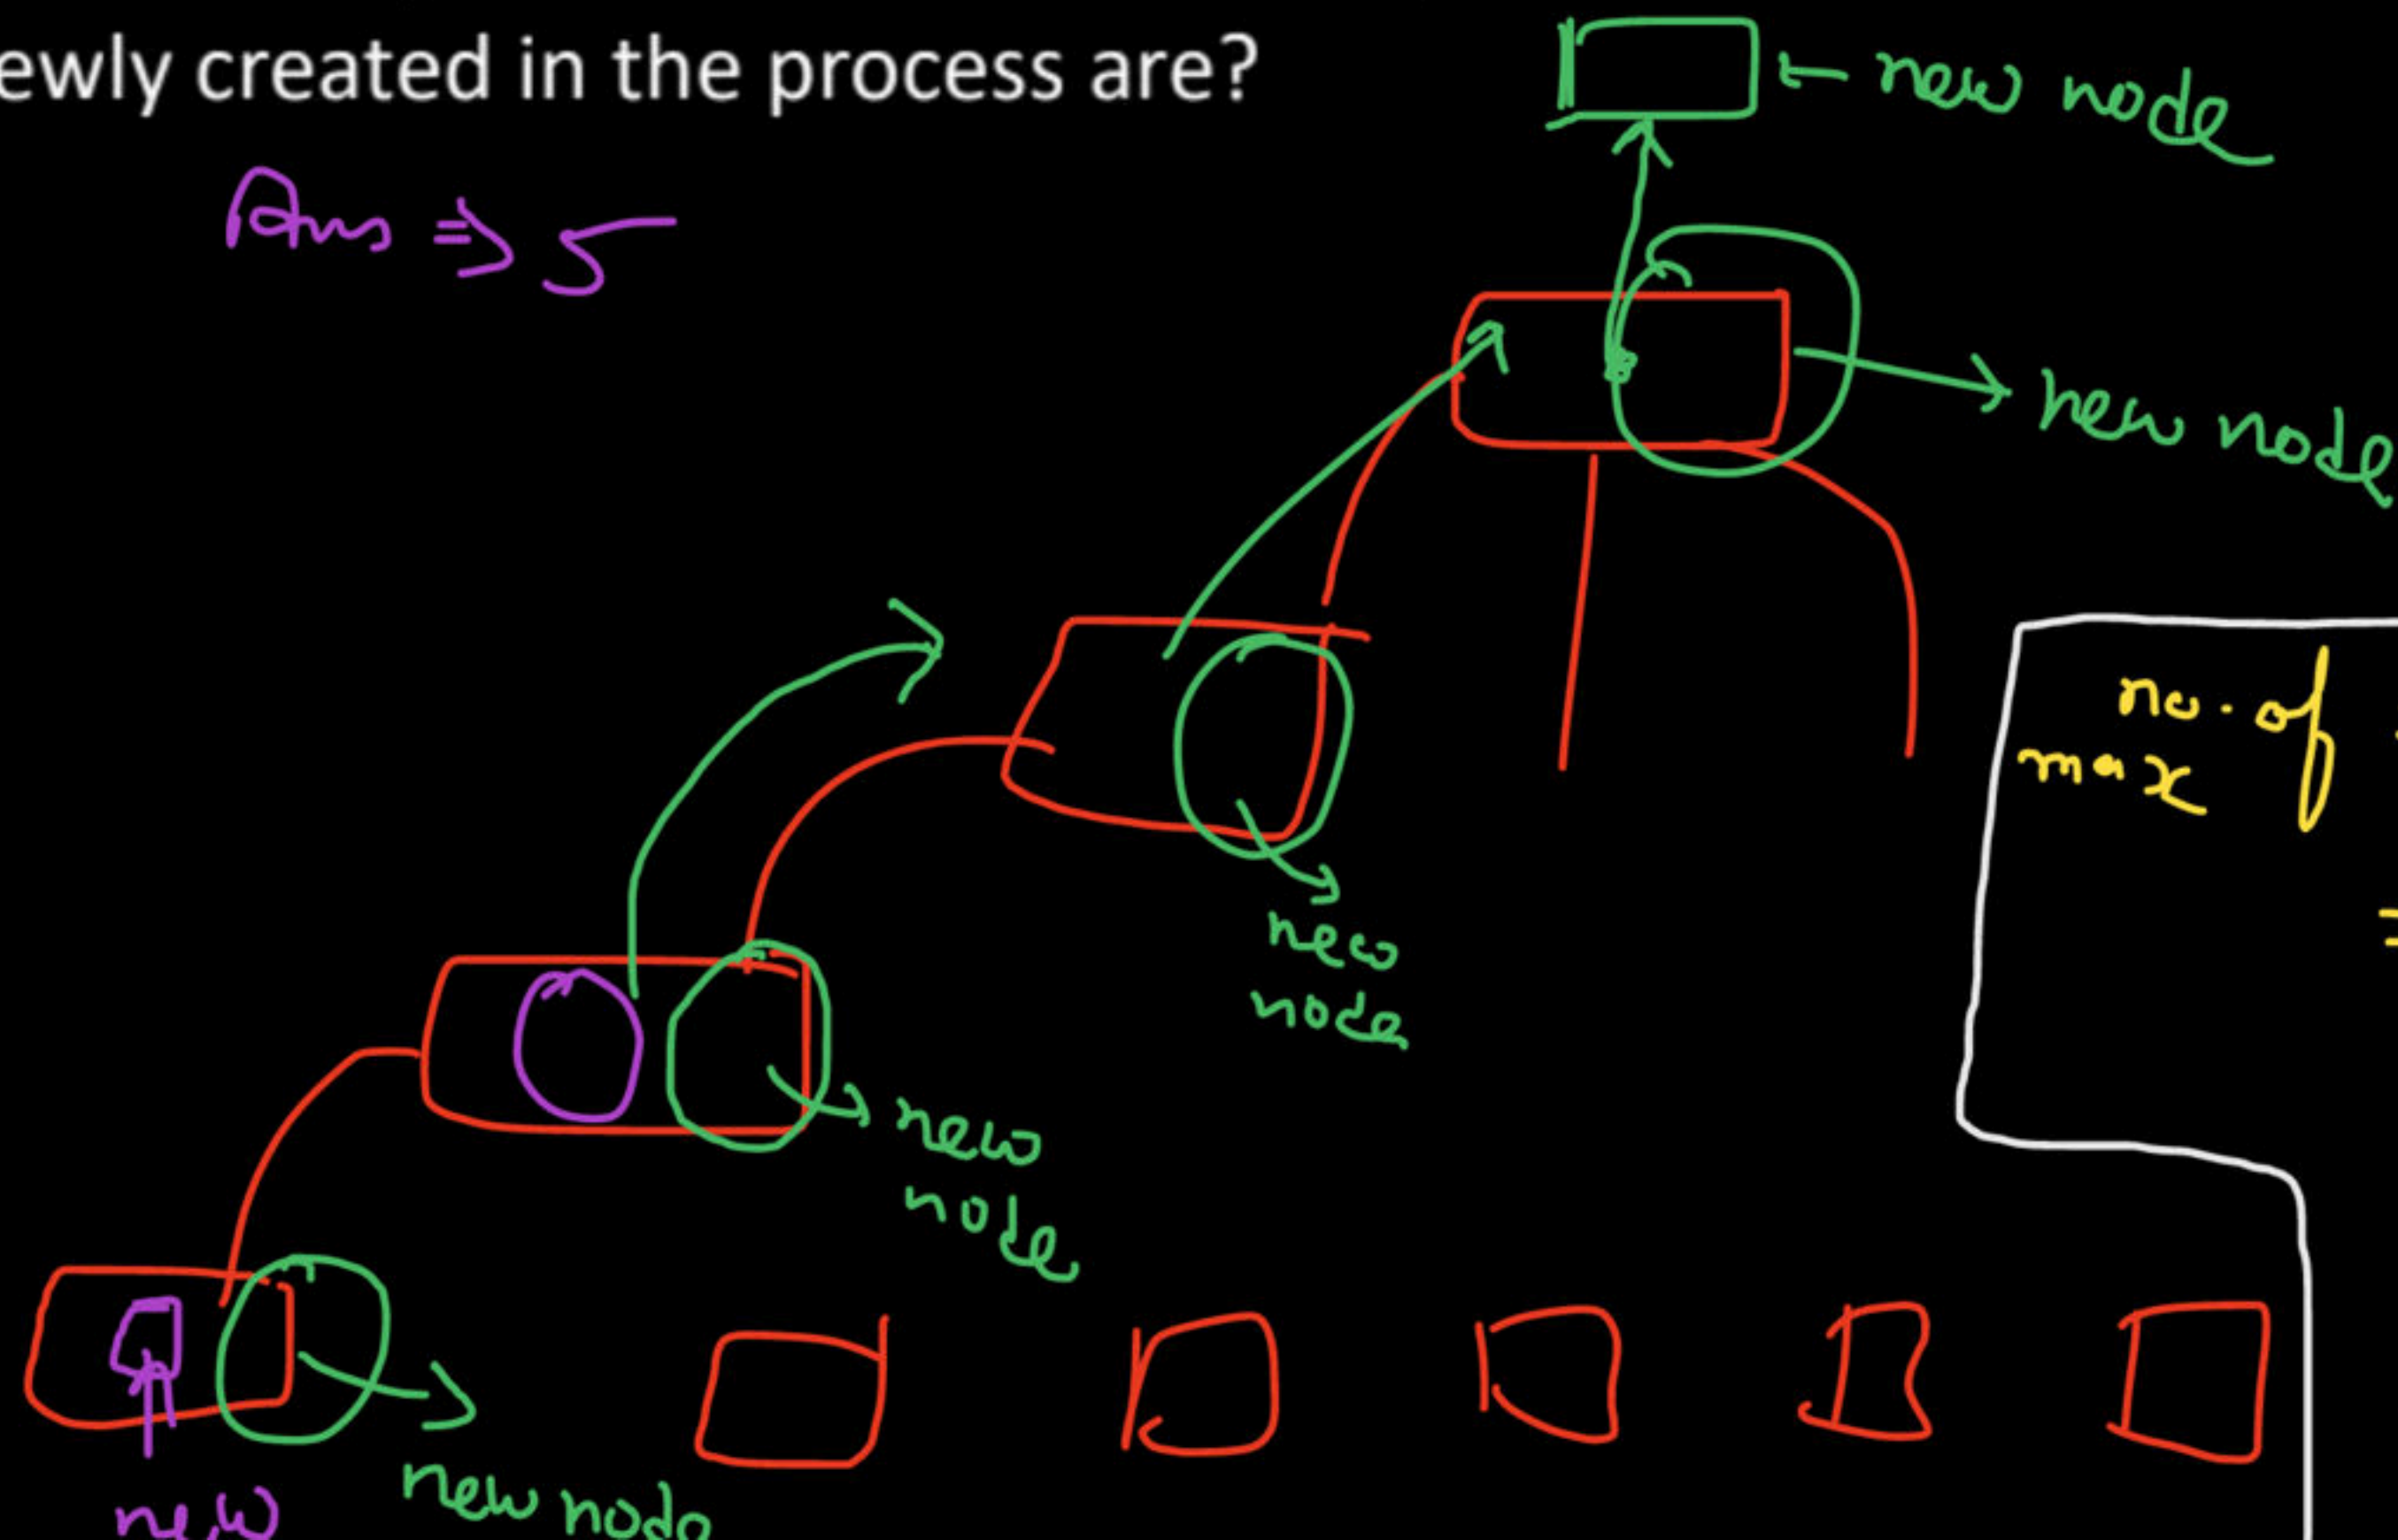 ewly created in the process are?
← new node
Ans ⇒ 5
→ new node
no. of
max
new
node
new
node
new node
new